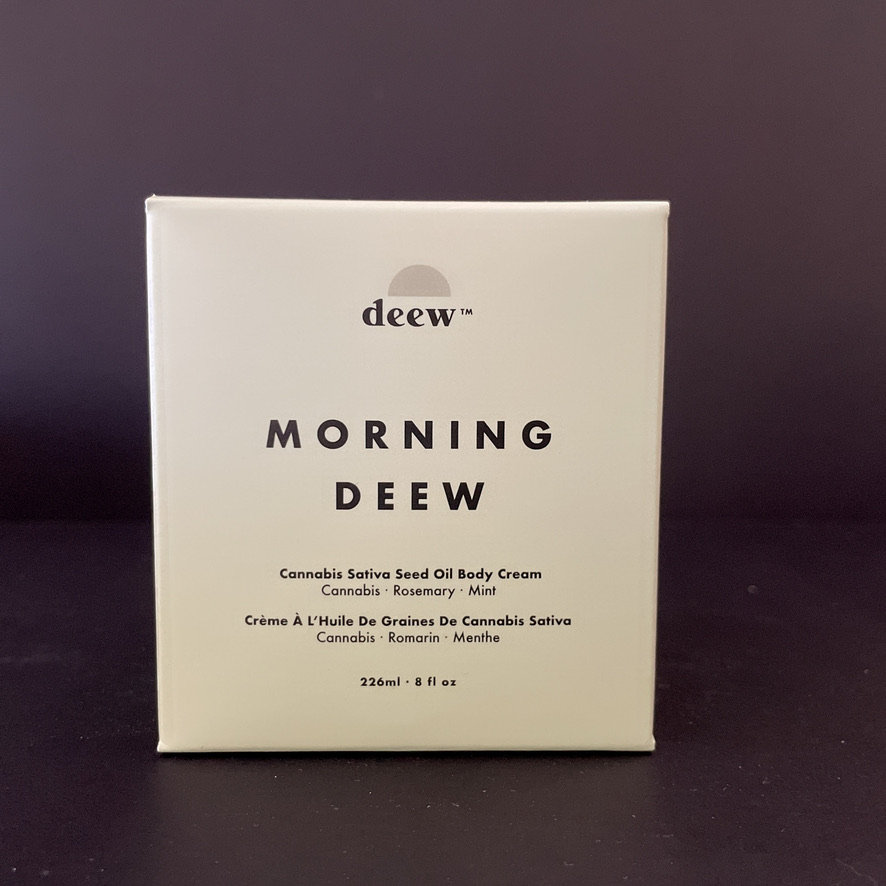 deew™
MORNING
DEEW
Cannabis Sativa Seed Oil Body Cream
Cannabis · Rosemary · Mint
Crème À L'Huile De Graines De Cannabis Sativa
Cannabis · Romarin · Menthe
226ml · 8 fl oz